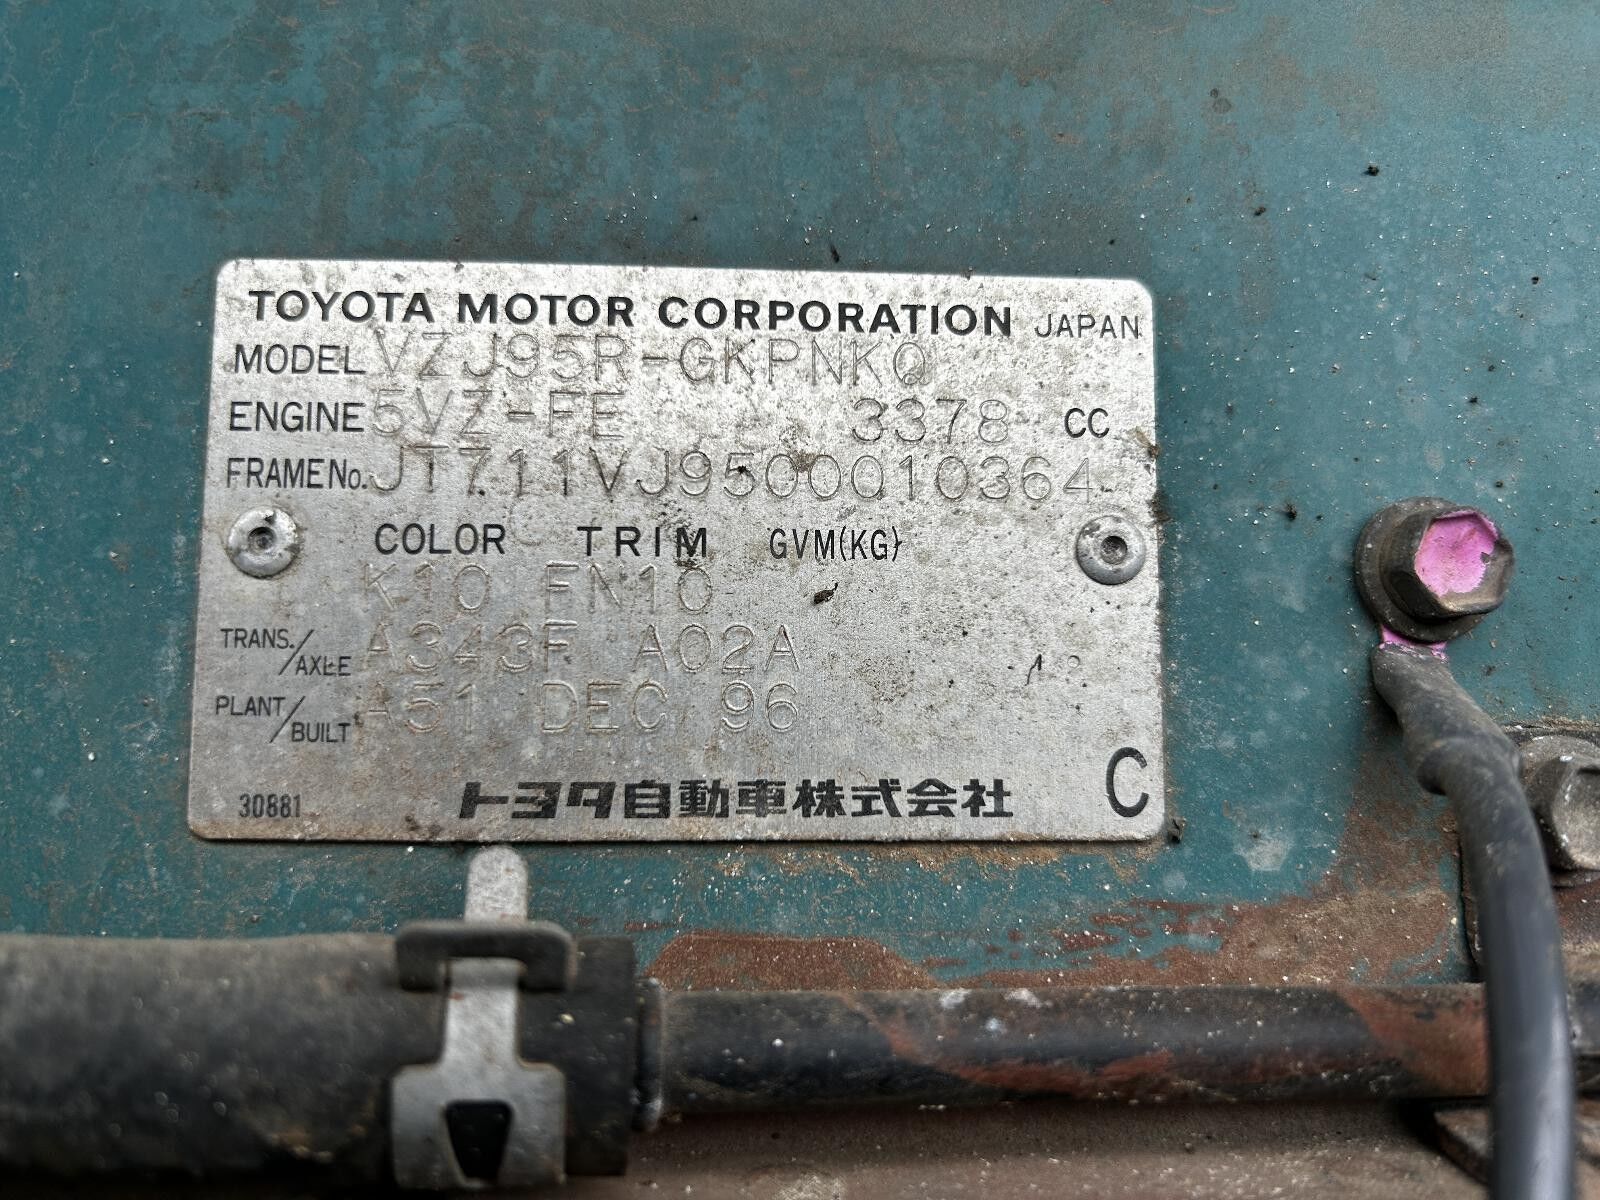 TOYOTA MOTOR CORPORATION JAPAN
MODEL VZJ95R-GKPNKQ
ENGINE 5VZ-FE 3378 CC
FRAME No. JT711VJ9500010364
COLOR TRIM GVM(KG)
K10 FN10
TRANS./AXLE A343F A02A
PLANT/BUILT A51 DEC 96
30881 トヨタ自動車株式会社 C